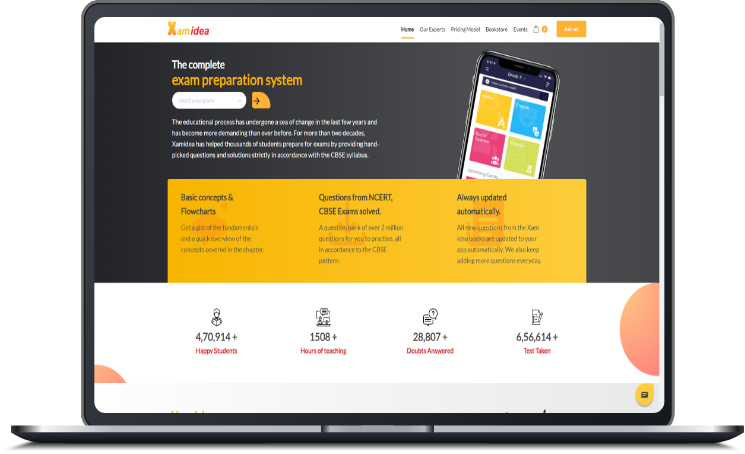 Xamidea
Home Our Experts Pricing Model Bookstore Events Join us
The complete
exam preparation system
Select your grade
The educational process has undergone a sea of change in the last few years and
has become more demanding than ever before. For more than two decades,
Xamidea has helped thousands of students prepare for exams by providing hand-
picked questions and solutions strictly in accordance with the CBSE syllabus.
Basic concepts &
Flowcharts
Get a gist of the fundamentals
and a quick overview of the
concepts covered in the chapter.
Questions from NCERT,
CBSE Exams solved.
A question bank of over 2 million
questions for you to practice, all
in accordance to the CBSE
pattern.
Always updated
automatically.
All new questions from the Xam
idea books are updated to your
app automatically. We also keep
adding more questions everyday.
4,70,914 +
Happy Students
1508 +
Hours of teaching
28,807 +
Doubts Answered
6,56,614 +
Test Taken